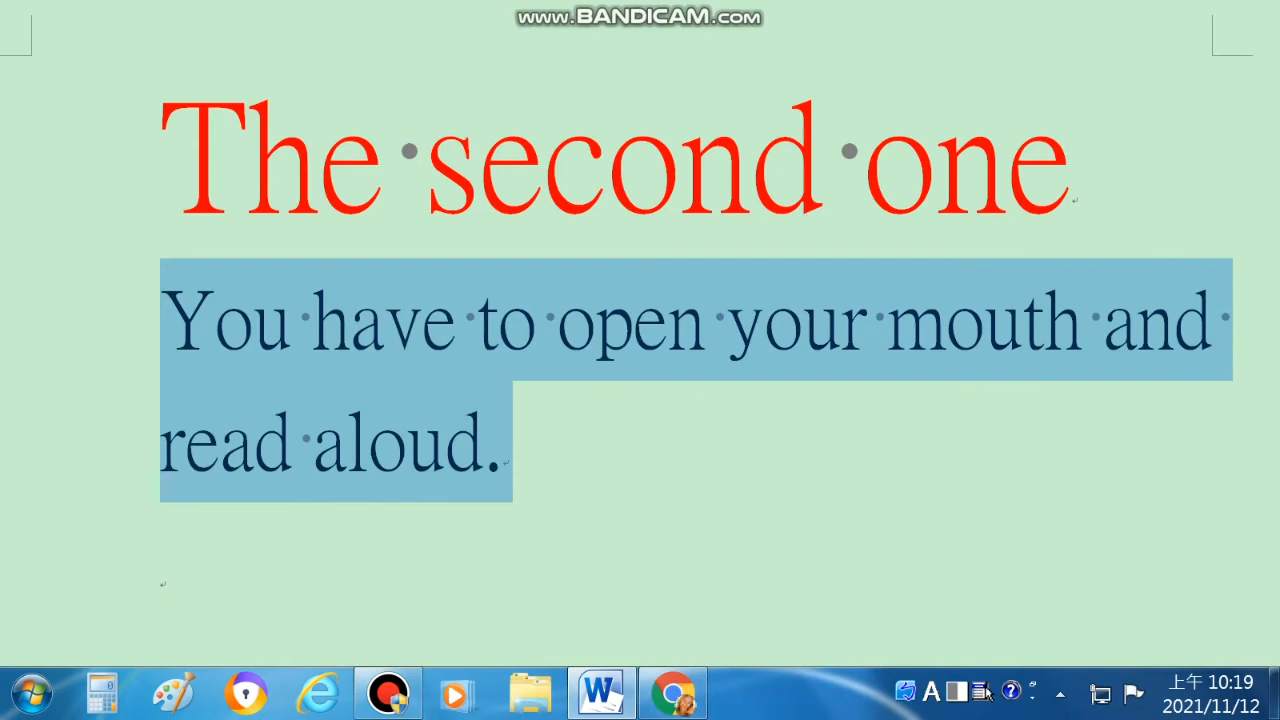 www.BANDICAM.com
The second one
You have to open your mouth and
read aloud.
上午 10:19
2021/11/12